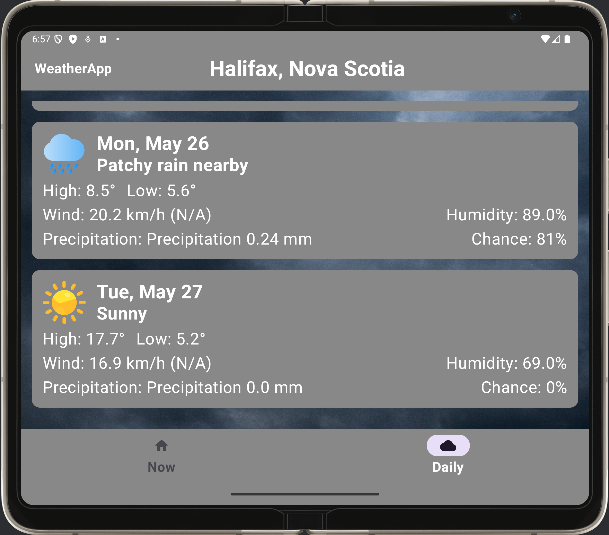 6:57
WeatherApp
Halifax, Nova Scotia
Mon, May 26
Patchy rain nearby
High: 8.5° Low: 5.6°
Wind: 20.2 km/h (N/A) Humidity: 89.0%
Precipitation: Precipitation 0.24 mm Chance: 81%
Tue, May 27
Sunny
High: 17.7° Low: 5.2°
Wind: 16.9 km/h (N/A) Humidity: 69.0%
Precipitation: Precipitation 0.0 mm Chance: 0%
Now Daily